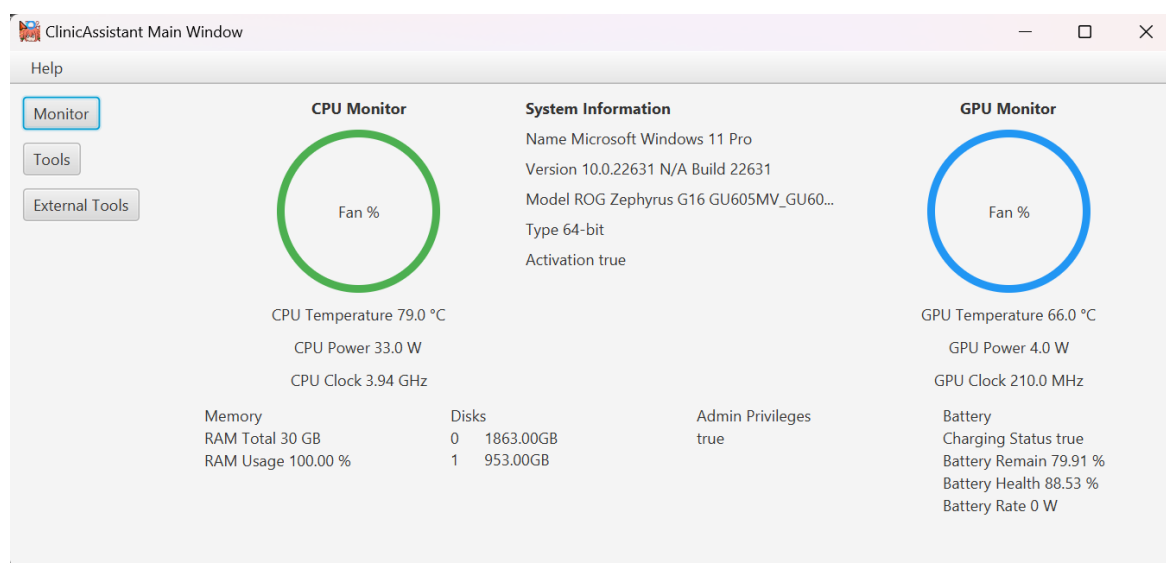 ClinicAssistant Main Window
Help
Monitor
Tools
External Tools
CPU Monitor
Fan %
CPU Temperature 79.0 °C
CPU Power 33.0 W
CPU Clock 3.94 GHz
System Information
Name Microsoft Windows 11 Pro
Version 10.0.22631 N/A Build 22631
Model ROG Zephyrus G16 GU605MV_GU60...
Type 64-bit
Activation true
GPU Monitor
Fan %
GPU Temperature 66.0 °C
GPU Power 4.0 W
GPU Clock 210.0 MHz
Memory
RAM Total 30 GB
RAM Usage 100.00 %
Disks
0 1863.00GB
1 953.00GB
Admin Privileges
true
Battery
Charging Status true
Battery Remain 79.91 %
Battery Health 88.53 %
Battery Rate 0 W